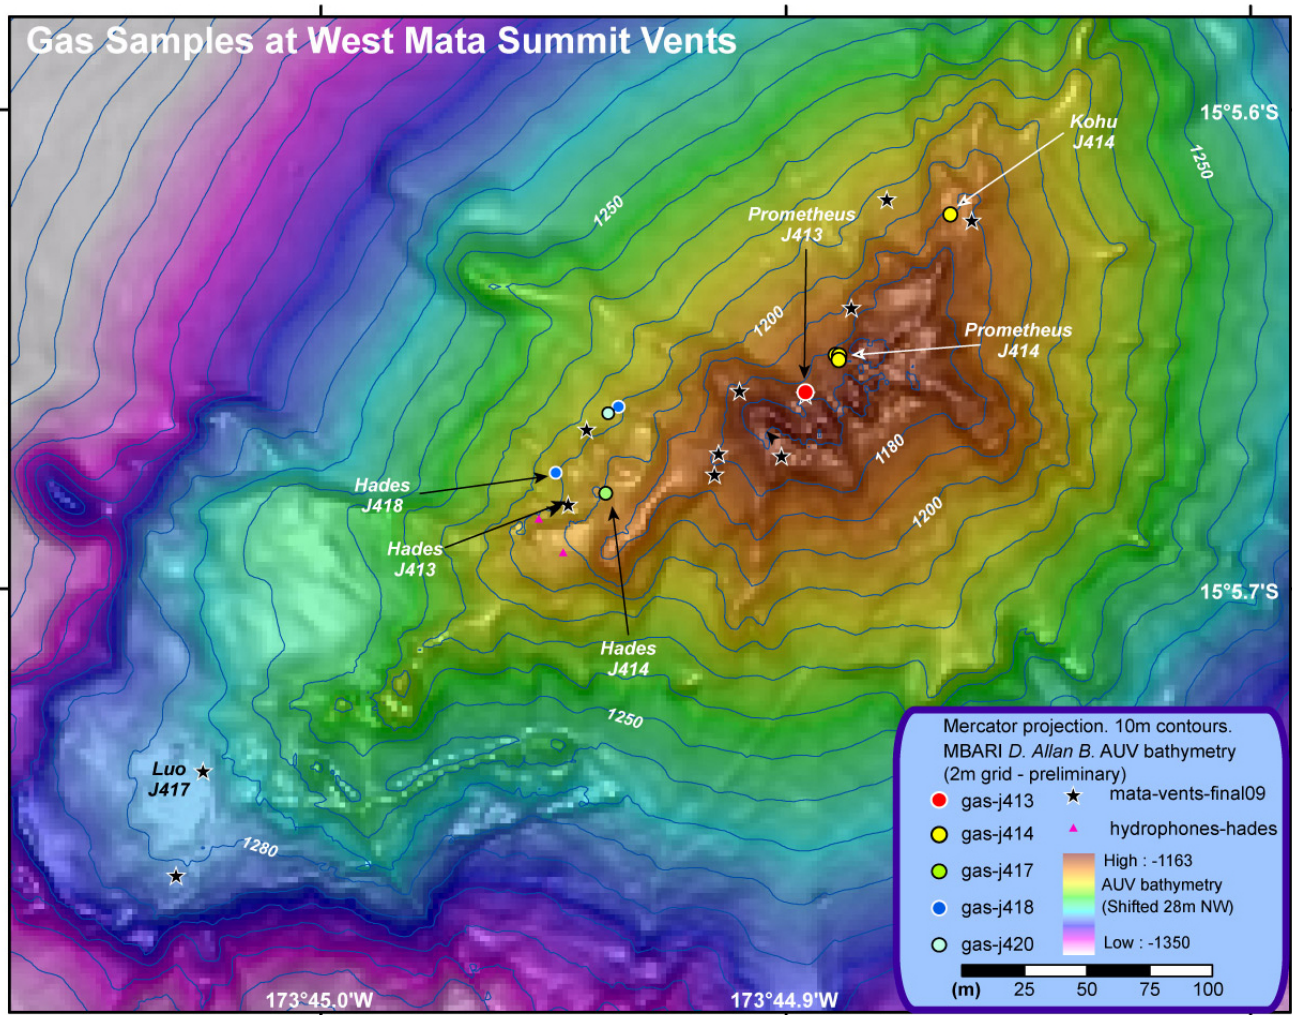 Gas Samples at West Mata Summit Vents
15°5.6'S
Kohu
J414
1250
1250
Prometheus
J413
1200
Prometheus
J414
1180
Hades
J418
1200
Hades
J413
15°5.7'S
Hades
J414
1250
Luo
J417
1280
173°45.0'W
173°44.9'W
Mercator projection. 10m contours.
MBARI D. Allan B. AUV bathymetry
(2m grid - preliminary)
gas-j413
mata-vents-final09
gas-j414
hydrophones-hades
gas-j417
High : -1163
AUV bathymetry
(Shifted 28m NW)
gas-j418
gas-j420
Low : -1350
(m) 25 50 75 100